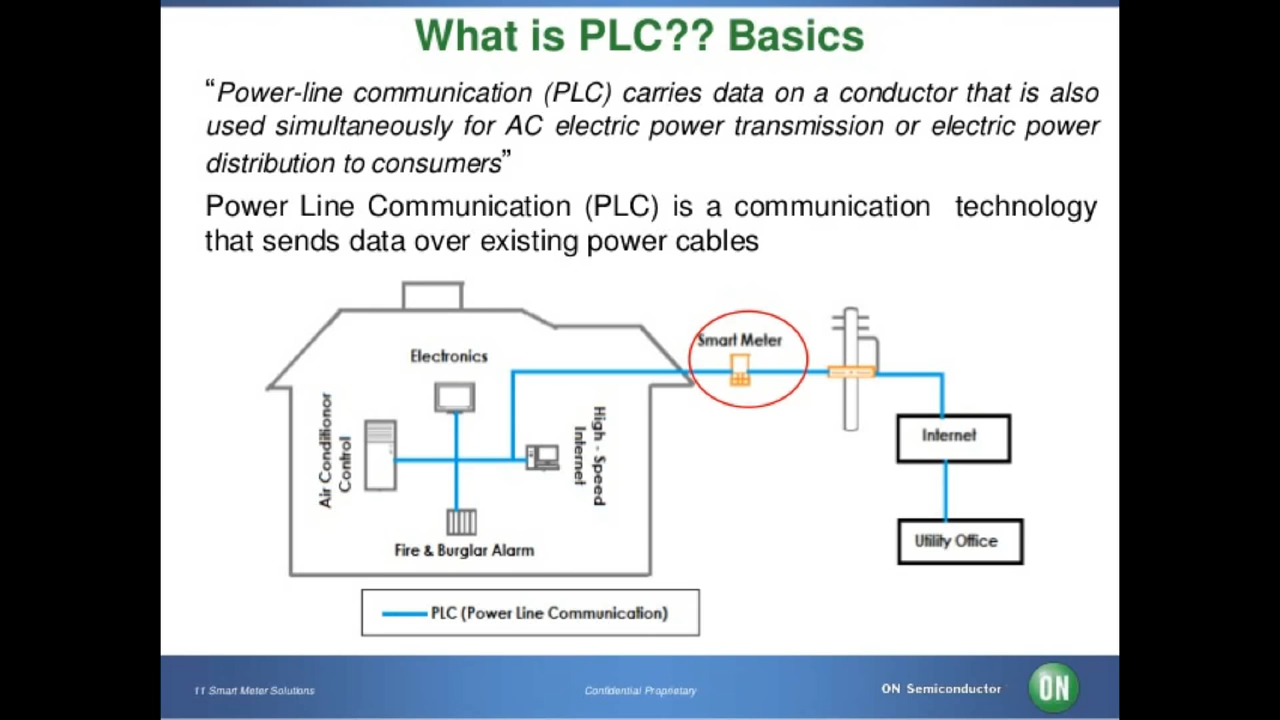 What is PLC?? Basics
“Power-line communication (PLC) carries data on a conductor that is also
used simultaneously for AC electric power transmission or electric power
distribution to consumers”
Power Line Communication (PLC) is a communication technology
that sends data over existing power cables
Smart Meter
Electronics
Air Conditionor
Control
High - Speed
Internet
Fire & Burglar Alarm
Internet
Utility Office
PLC (Power Line Communication)
11 Smart Meter Solutions
Confidential Proprietary
ON Semiconductor
ON